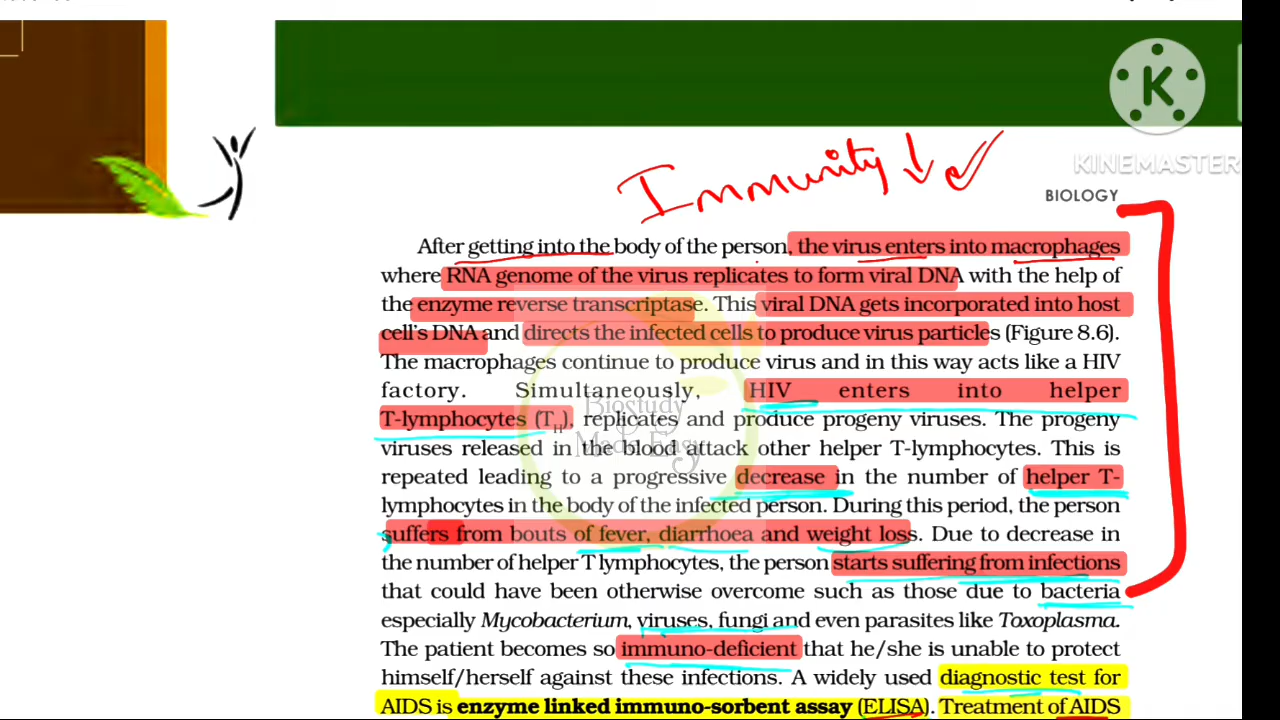 KINEMASTER
Immunity ↓ ✓
BIOLOGY
After getting into the body of the person, the virus enters into macrophages
where RNA genome of the virus replicates to form viral DNA with the help of
the enzyme reverse transcriptase. This viral DNA gets incorporated into host
cell's DNA and directs the infected cells to produce virus particles (Figure 8.6).
The macrophages continue to produce virus and in this way acts like a HIV
factory. Simultaneously, HIV enters into helper
T-lymphocytes (TH), replicates and produce progeny viruses. The progeny
viruses released in the blood attack other helper T-lymphocytes. This is
repeated leading to a progressive decrease in the number of helper T-
lymphocytes in the body of the infected person. During this period, the person
suffers from bouts of fever, diarrhoea and weight loss. Due to decrease in
the number of helper T lymphocytes, the person starts suffering from infections
that could have been otherwise overcome such as those due to bacteria
especially Mycobacterium, viruses, fungi and even parasites like Toxoplasma.
The patient becomes so immuno-deficient that he/she is unable to protect
himself/herself against these infections. A widely used diagnostic test for
AIDS is enzyme linked immuno-sorbent assay (ELISA). Treatment of AIDS
Biostudy
Made Easy